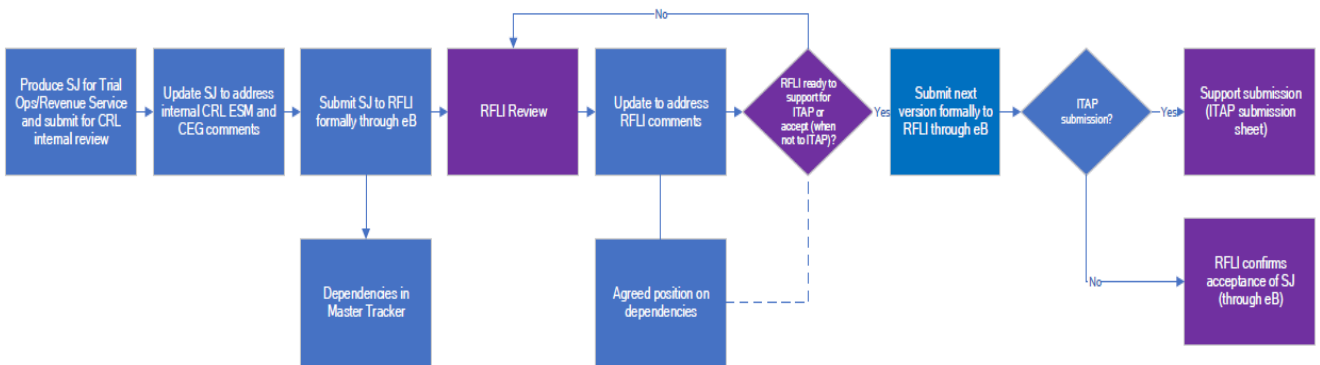 No
Produce SJ for Trial
Ops/Revenue Service
and submit for CRL
internal review
Update SJ to address
internal CRL ESM and
CEG comments
Submit SJ to RFLI
formally through eB
RFLI Review
Update to address
RFLI comments
RFLI ready to
support for
ITAP or
accept (when
not to ITAP)?
Yes
Submit next
version formally to
RFLI through eB
ITAP
submission?
Yes
Support submission
(ITAP submission
sheet)
Dependencies in
Master Tracker
Agreed position on
dependencies
No
RFLI confirms
acceptance of SJ
(through eB)